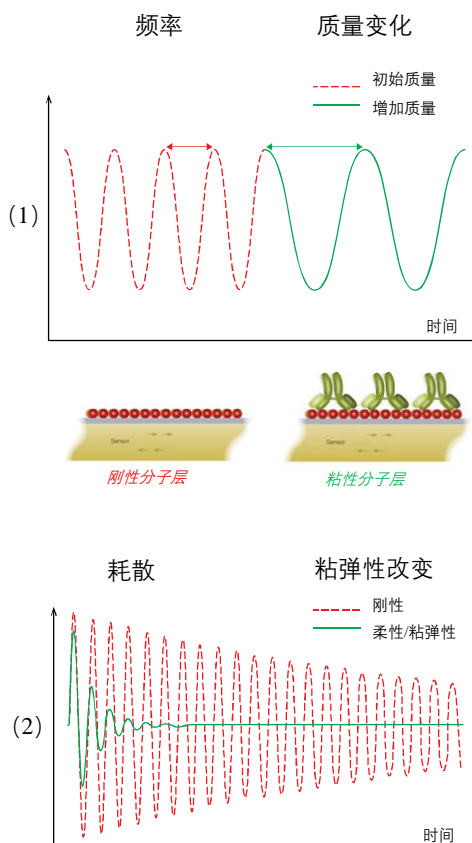 频率 质量变化
初始质量
增加质量
(1)
时间
Sensor
Sensor
刚性分子层
粘性分子层
耗散 粘弹性改变
刚性
柔性/粘弹性
(2)
时间